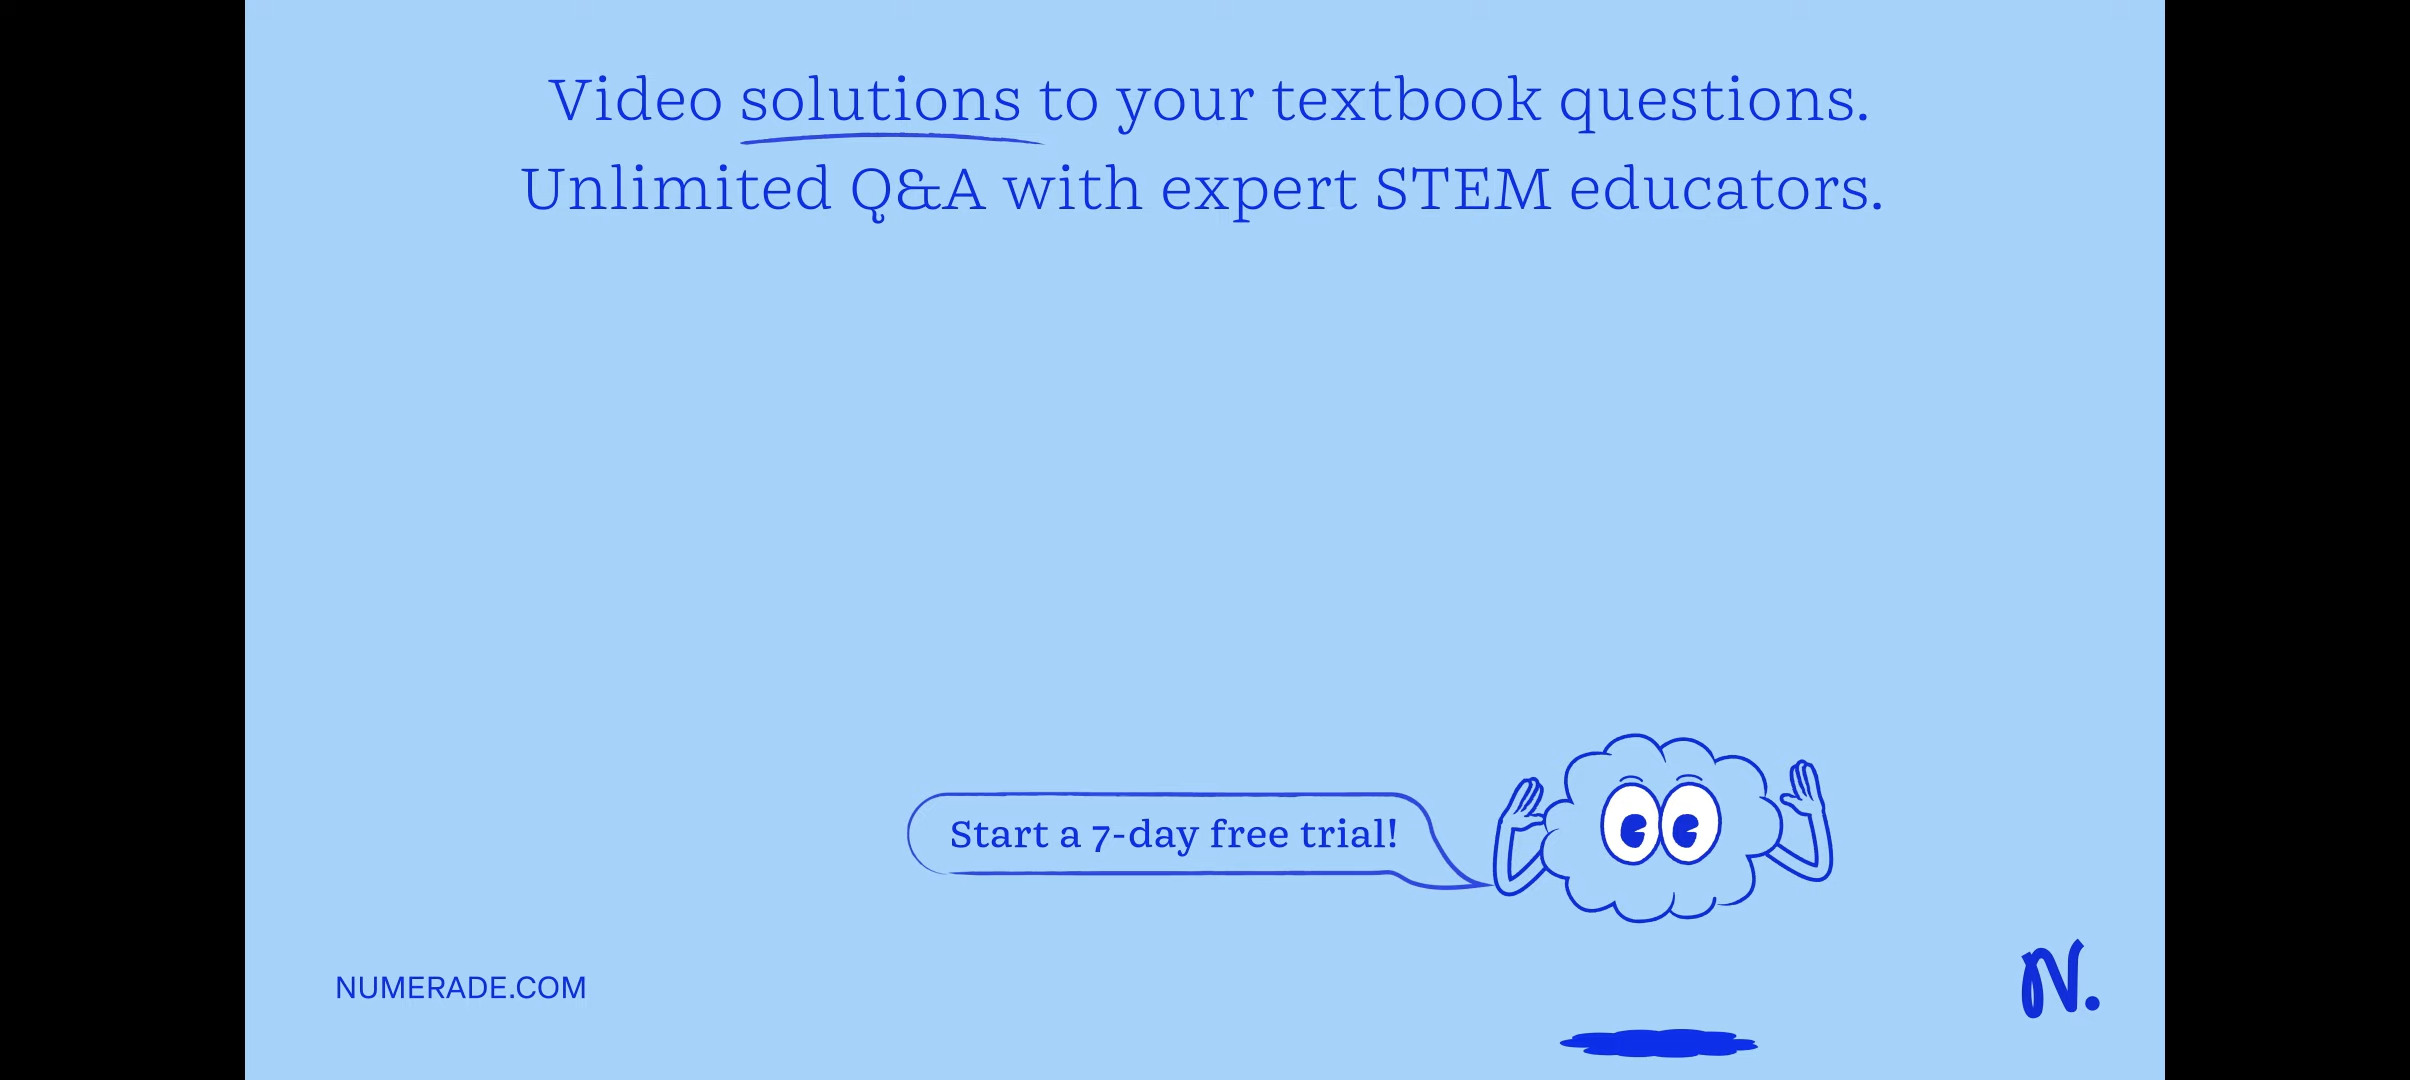 Video solutions to your textbook questions.
Unlimited Q&A with expert STEM educators.
Start a 7-day free trial!
NUMERADE.COM
N.